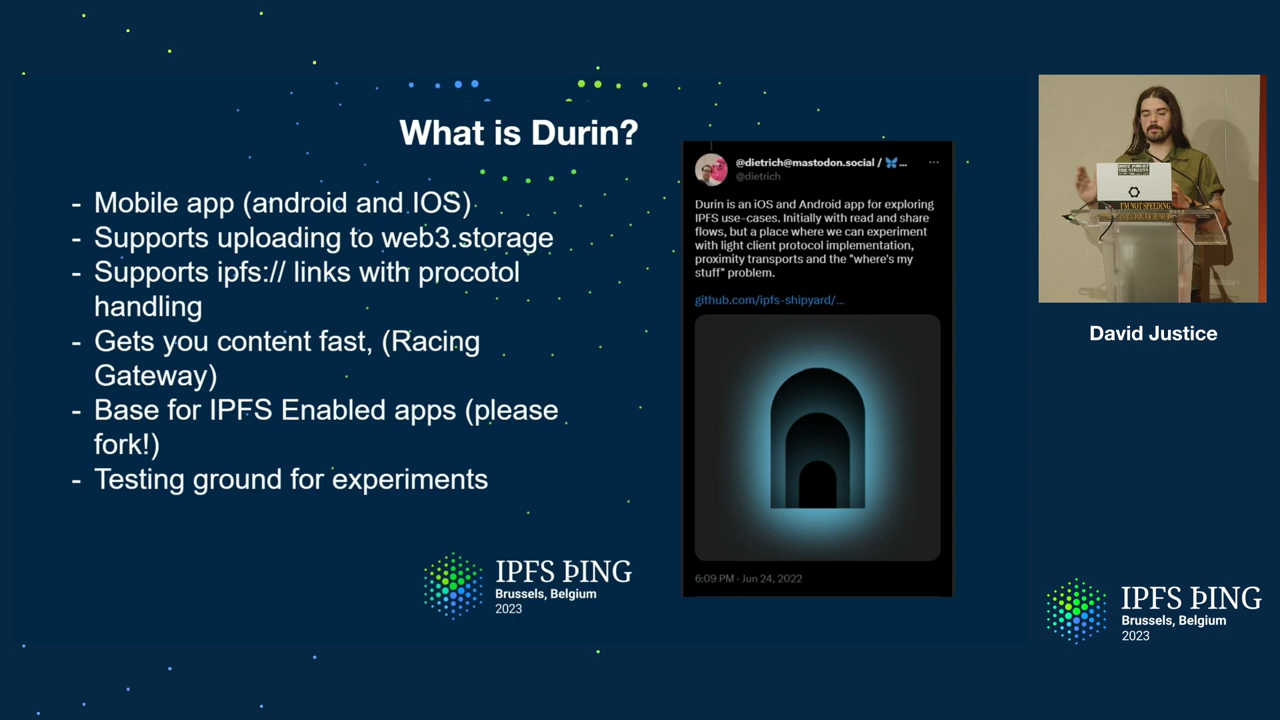 What is Durin?
- Mobile app (android and IOS)
- Supports uploading to web3.storage
- Supports ipfs:// links with procotol
handling
- Gets you content fast, (Racing
Gateway)
- Base for IPFS Enabled apps (please
fork!)
- Testing ground for experiments
@dietrich@mastodon.social / 🦋...
@dietrich
Durin is an iOS and Android app for exploring
IPFS use-cases. Initially with read and share
flows, but a place where we can experiment
with light client protocol implementation,
proximity transports and the "where's my
stuff" problem.
github.com/ipfs-shipyard/...
6:09 PM · Jun 24, 2022
IPFS ÞING
Brussels, Belgium
2023
I'M NOT SPEEDING
David Justice
IPFS ÞING
Brussels, Belgium
2023